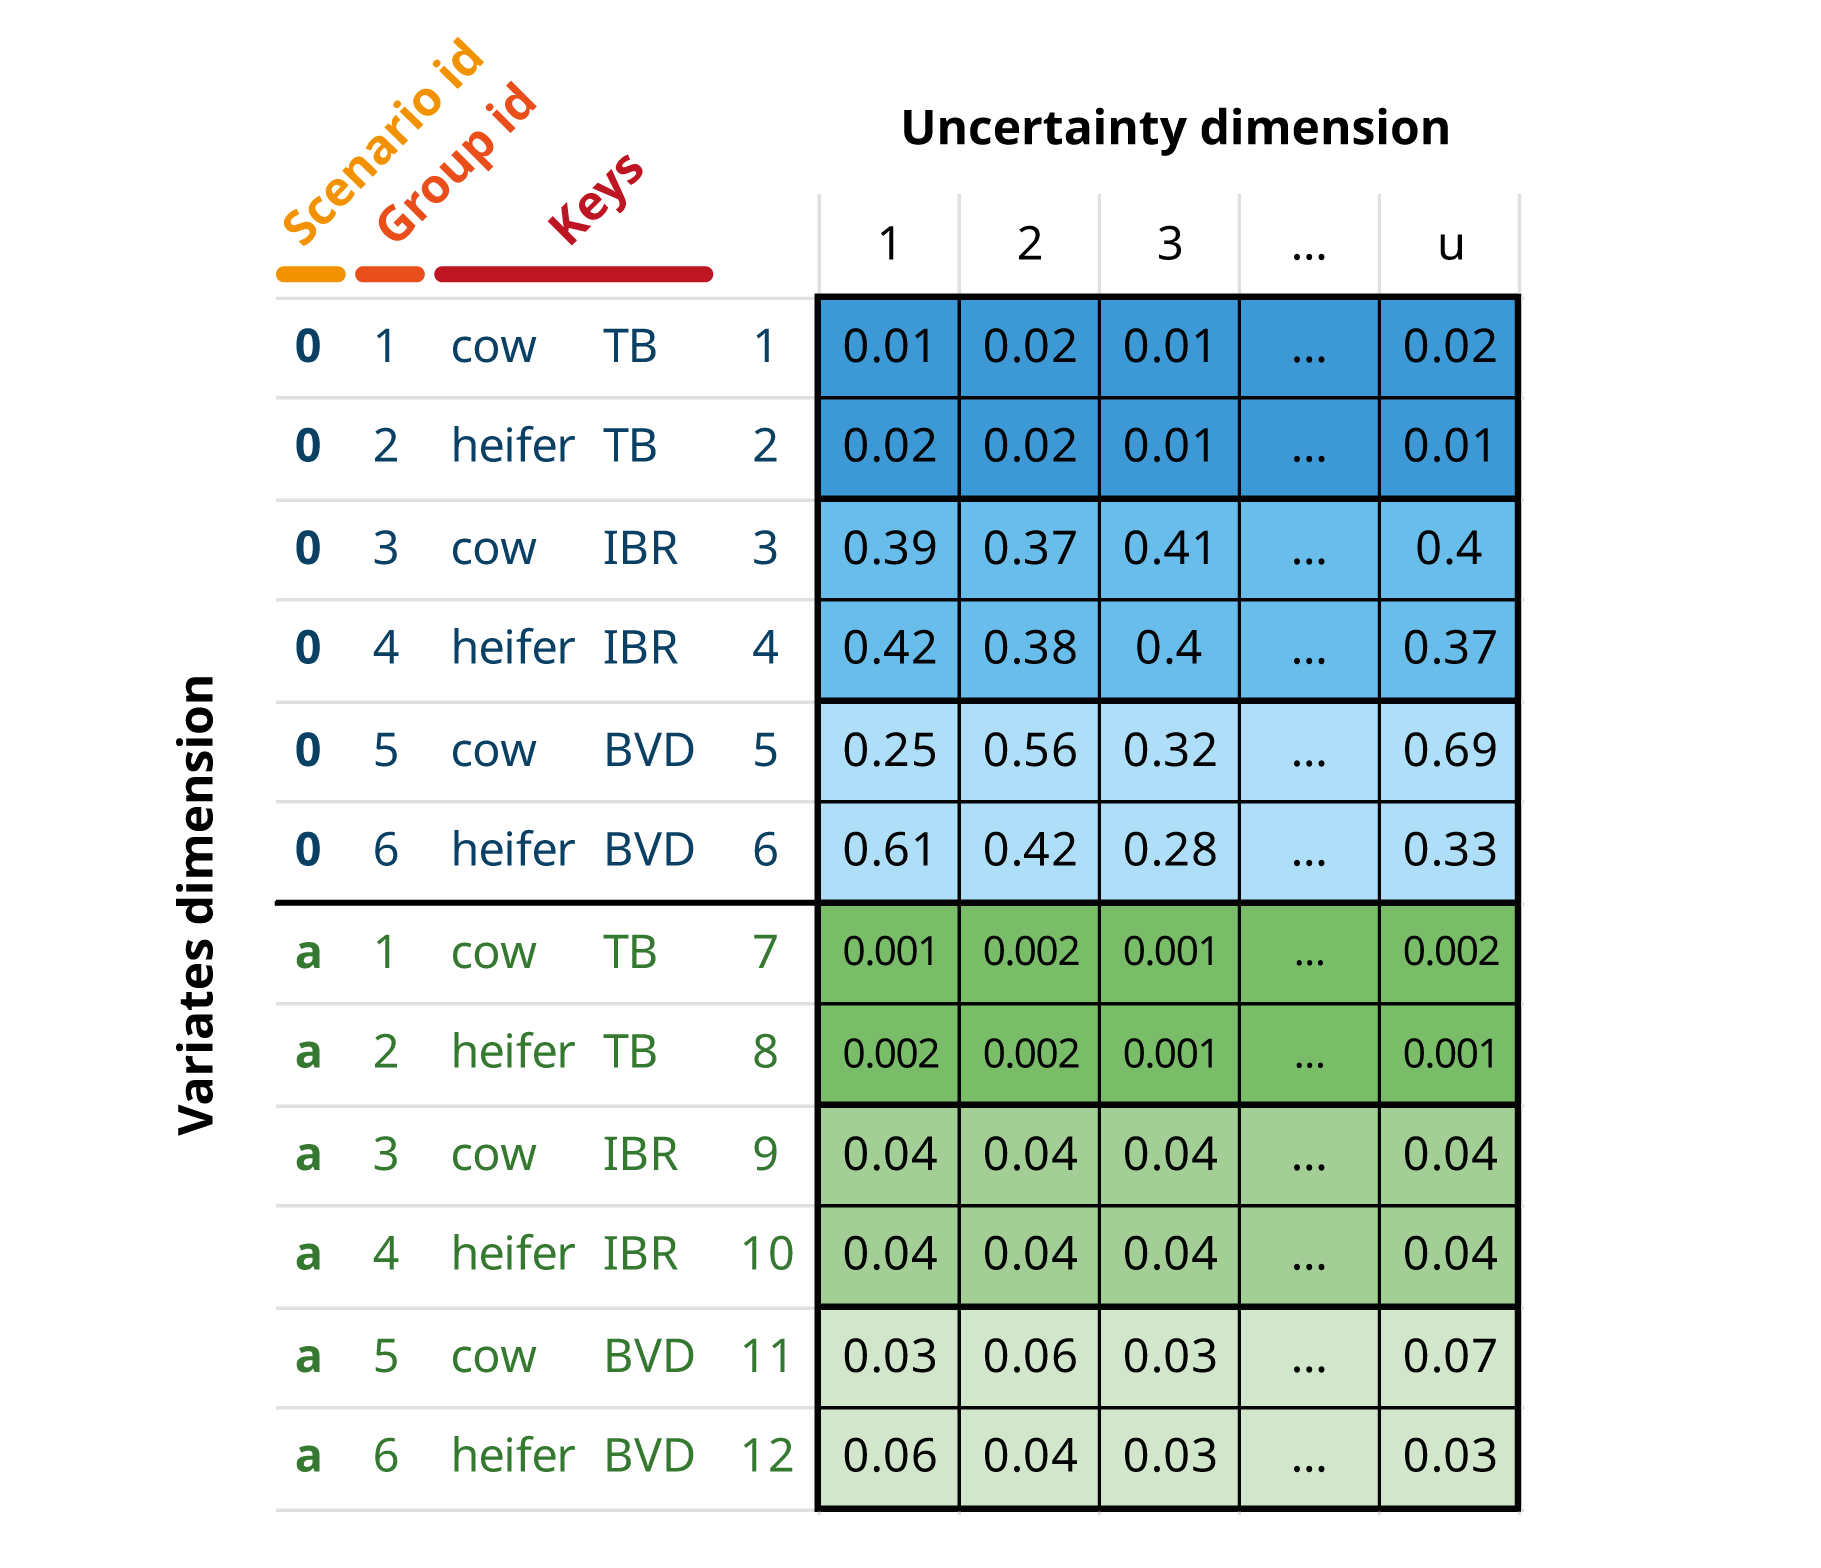 Scenario id
Group id
Keys
Uncertainty dimension
1 2 3 ... u
Variates dimension
0 1 cow TB 1 0.01 0.02 0.01 ... 0.02
0 2 heifer TB 2 0.02 0.02 0.01 ... 0.01
0 3 cow IBR 3 0.39 0.37 0.41 ... 0.4
0 4 heifer IBR 4 0.42 0.38 0.4 ... 0.37
0 5 cow BVD 5 0.25 0.56 0.32 ... 0.69
0 6 heifer BVD 6 0.61 0.42 0.28 ... 0.33
a 1 cow TB 7 0.001 0.002 0.001 ... 0.002
a 2 heifer TB 8 0.002 0.002 0.001 ... 0.001
a 3 cow IBR 9 0.04 0.04 0.04 ... 0.04
a 4 heifer IBR 10 0.04 0.04 0.04 ... 0.04
a 5 cow BVD 11 0.03 0.06 0.03 ... 0.07
a 6 heifer BVD 12 0.06 0.04 0.03 ... 0.03